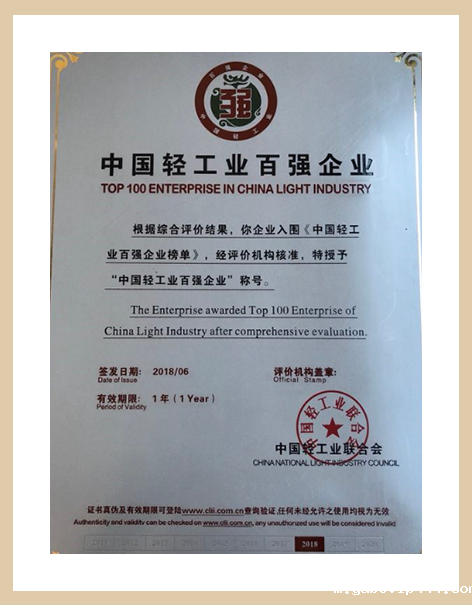 中国轻工业百强企业
TOP 100 ENTERPRISE IN CHINA LIGHT INDUSTRY
根据综合评价结果，你企业入围《中国轻工
业百强企业榜单》，经评价机构核准，特授予
“中国轻工业百强企业”称号。
The Enterprise awarded Top 100 Enterprise of
China Light Industry after comprehensive evaluation.
签发日期: 2018/06 评价机构盖章:
Date of Issue Official Stamp
有效期限: 1年（1Year）
Period of Validity
中国轻工业联合会
中国轻工业联合会
CHINA NATIONAL LIGHT INDUSTRY COUNCIL
证书真伪及有效期限可登陆www.clii.com.cn查询验证,任何未经允许之使用均视为无效
Authenticity and validity can be checked on www.clii.com.cn, any unauthorized use will be considered invalid
2018